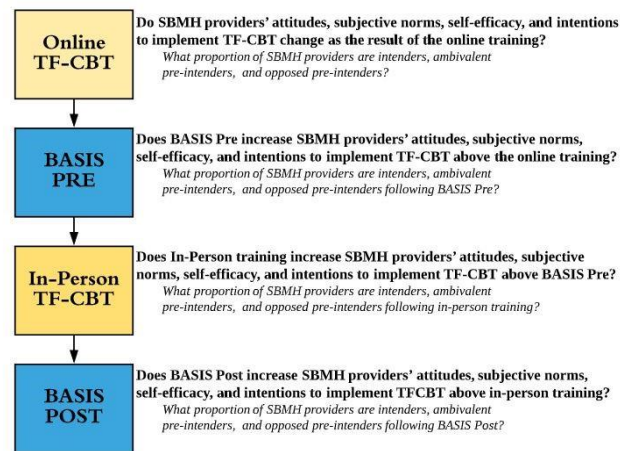 Online
TF-CBT
Do SBMH providers' attitudes, subjective norms, self-efficacy, and intentions
to implement TF-CBT change as the result of the online training?
What proportion of SBMH providers are intenders, ambivalent
pre-intenders, and opposed pre-intenders?
BASIS
PRE
Does BASIS Pre increase SBMH providers' attitudes, subjective norms,
self-efficacy, and intentions to implement TF-CBT above the online training?
What proportion of SBMH providers are intenders, ambivalent
pre-intenders, and opposed pre-intenders following BASIS Pre?
In-Person
TF-CBT
Does In-Person training increase SBMH providers' attitudes, subjective
norms, self-efficacy, and intentions to implement TF-CBT above BASIS Pre?
What proportion of SBMH providers are intenders, ambivalent
pre-intenders, and opposed pre-intenders following in-person training?
BASIS
POST
Does BASIS Post increase SBMH providers' attitudes, subjective norms,
self-efficacy, and intentions to implement TFCBT above in-person training?
What proportion of SBMH providers are intenders, ambivalent
pre-intenders, and opposed pre-intenders following BASIS Post?